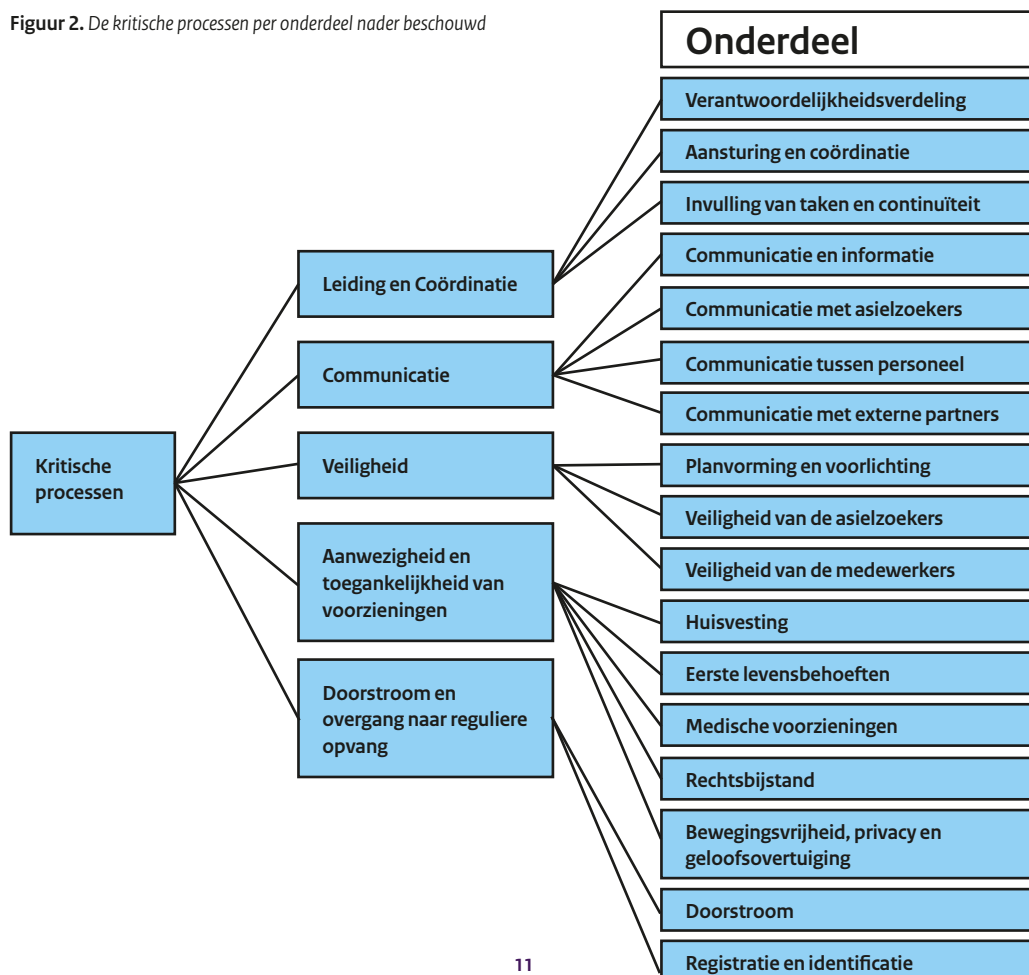 Figuur 2. De kritische processen per onderdeel nader beschouwd
Onderdeel
Kritische
processen
Leiding en Coördinatie
Communicatie
Veiligheid
Aanwezigheid en
toegankelijkheid van
voorzieningen
Doorstroom en
overgang naar reguliere
opvang
Verantwoordelijkheidsverdeling
Aansturing en coördinatie
Invulling van taken en continuïteit
Communicatie en informatie
Communicatie met asielzoekers
Communicatie tussen personeel
Communicatie met externe partners
Planvorming en voorlichting
Veiligheid van de asielzoekers
Veiligheid van de medewerkers
Huisvesting
Eerste levensbehoeften
Medische voorzieningen
Rechtsbijstand
Bewegingsvrijheid, privacy en
geloofsovertuiging
Doorstroom
Registratie en identificatie
11